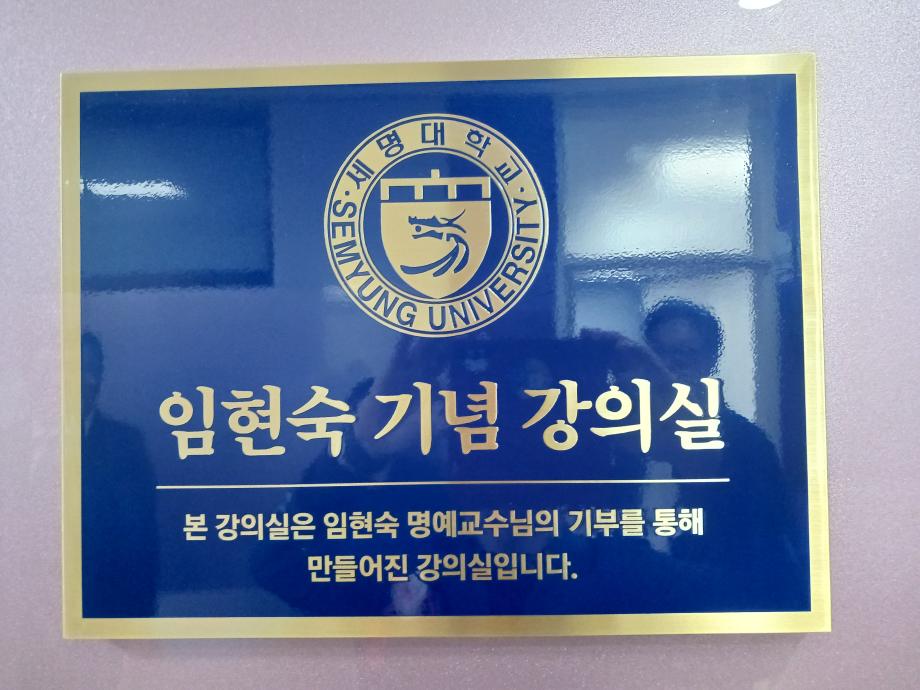 세명대학교
SEMYUNG UNIVERSITY
임현숙 기념 강의실
본 강의실은 임현숙 명예교수님의 기부를 통해
만들어진 강의실입니다.